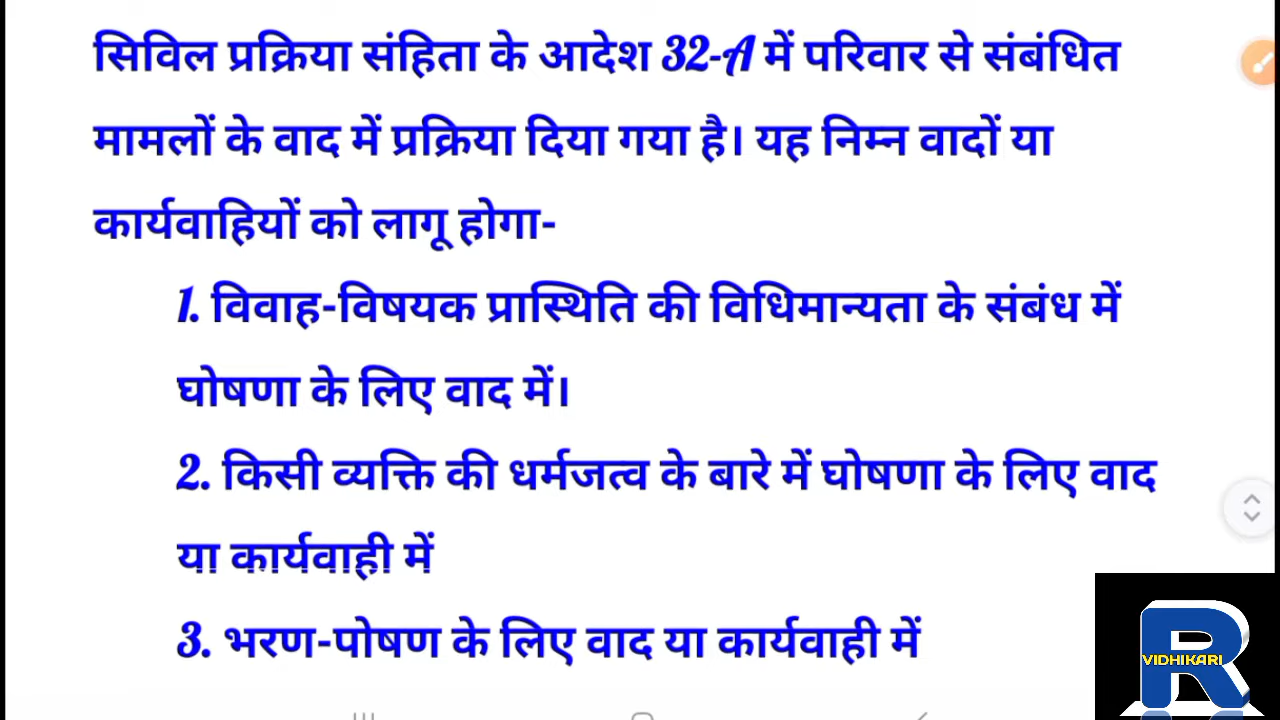 सिविल प्रक्रिया संहिता के आदेश 32-A में परिवार से संबंधित
मामलों के वाद में प्रक्रिया दिया गया है। यह निम्न वादों या
कार्यवाहियों को लागू होगा-
1. विवाह-विषयक प्रास्थिति की विधिमान्यता के संबंध में
घोषणा के लिए वाद में।
2. किसी व्यक्ति की धर्मजत्व के बारे में घोषणा के लिए वाद
या कार्यवाही में
3. भरण-पोषण के लिए वाद या कार्यवाही में
R
VIDHIKARI